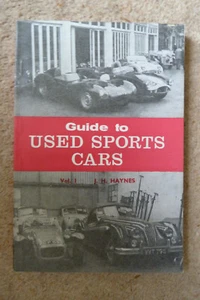 Guide to
USED SPORTS
CARS
Vol. 1 J. H. HAYNES